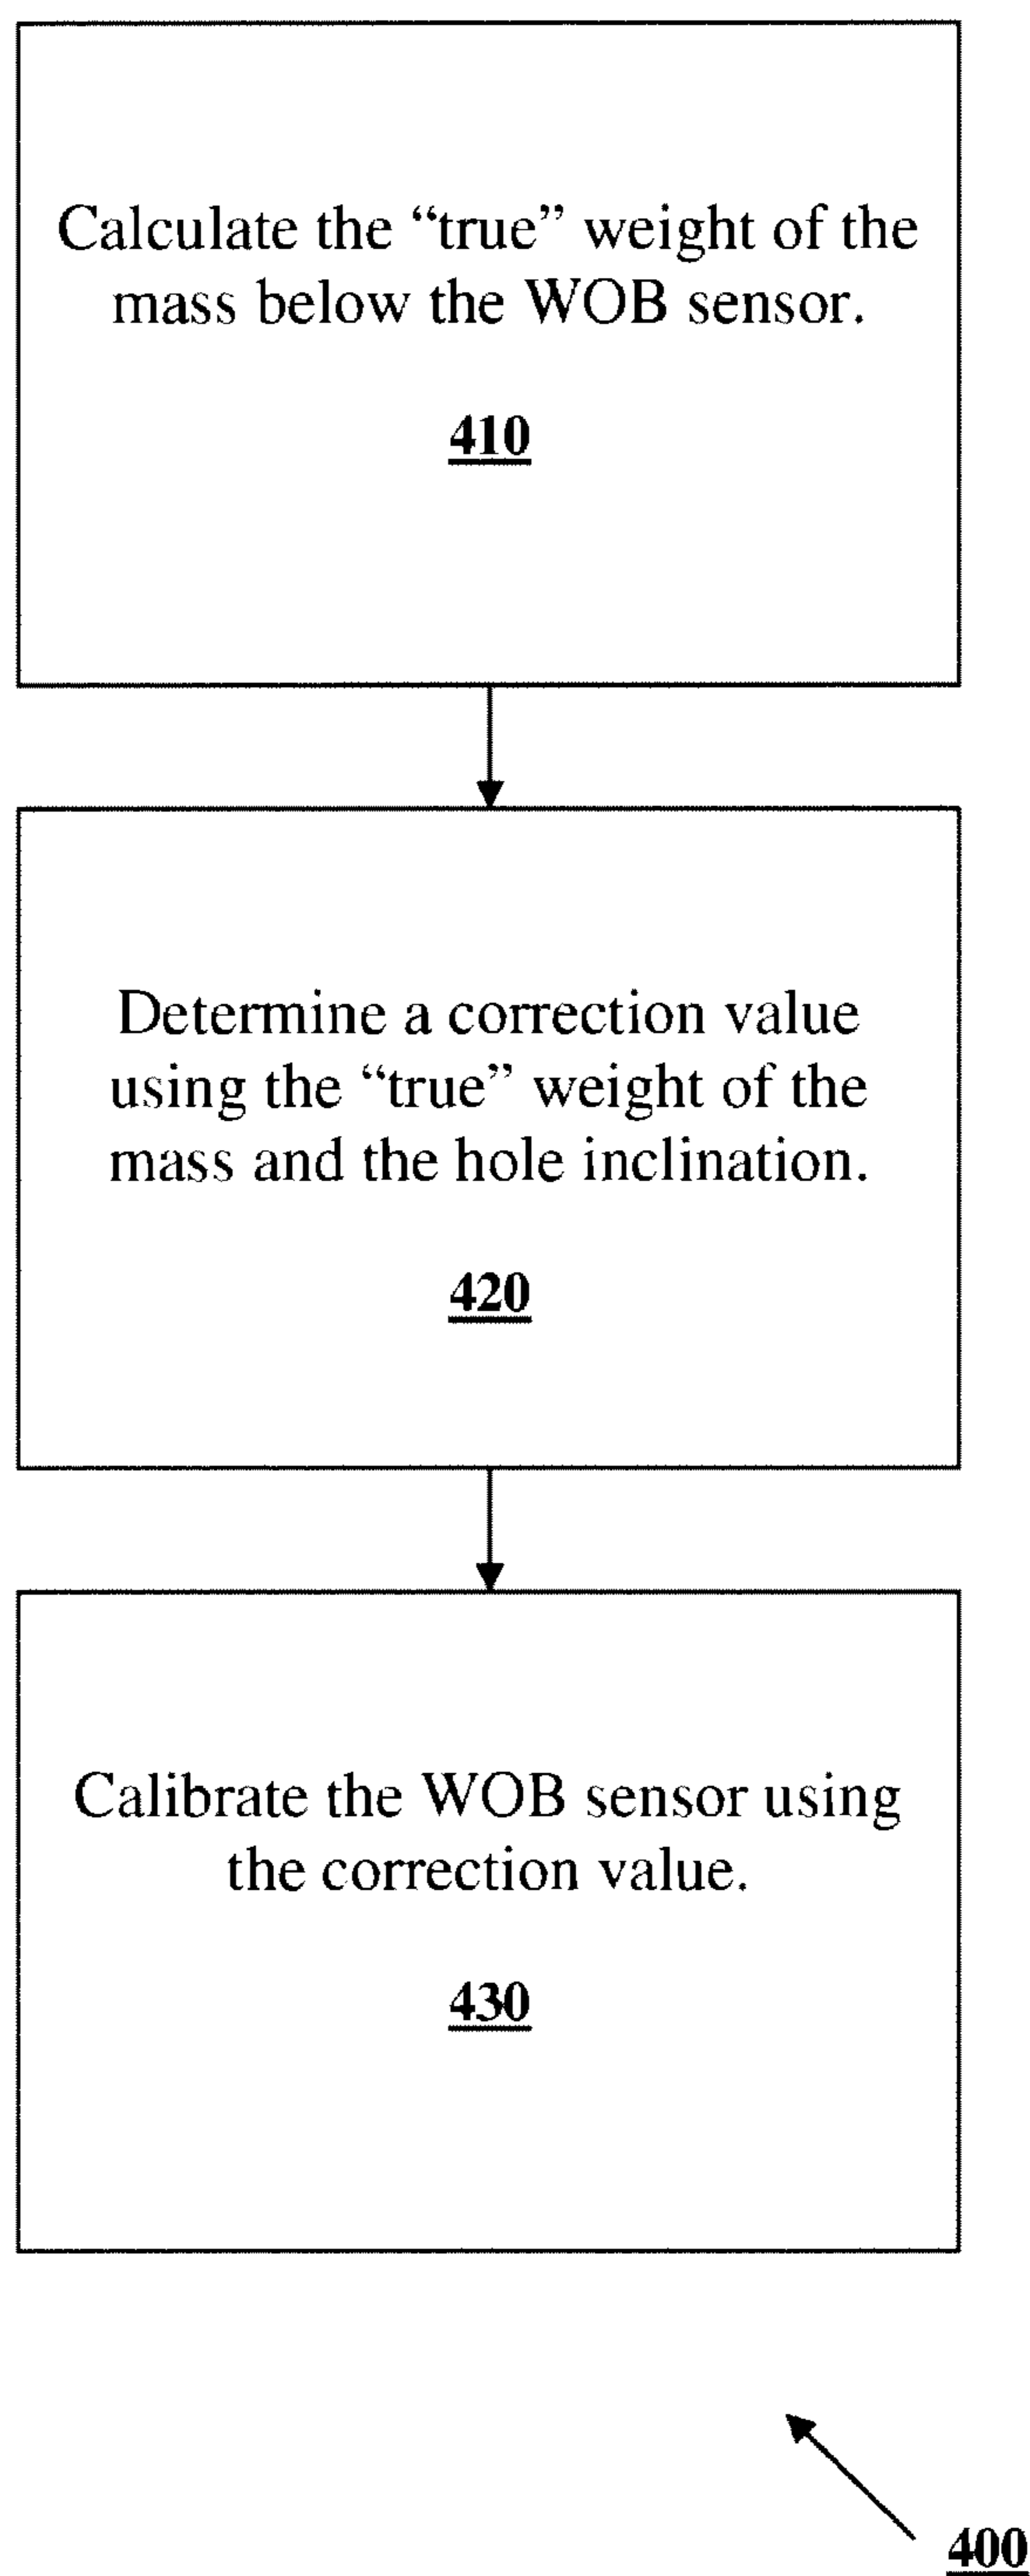 Calculate the “true” weight of the
mass below the WOB sensor.
410
Determine a correction value
using the “true” weight of the
mass and the hole inclination.
420
Calibrate the WOB sensor using
the correction value.
430
400